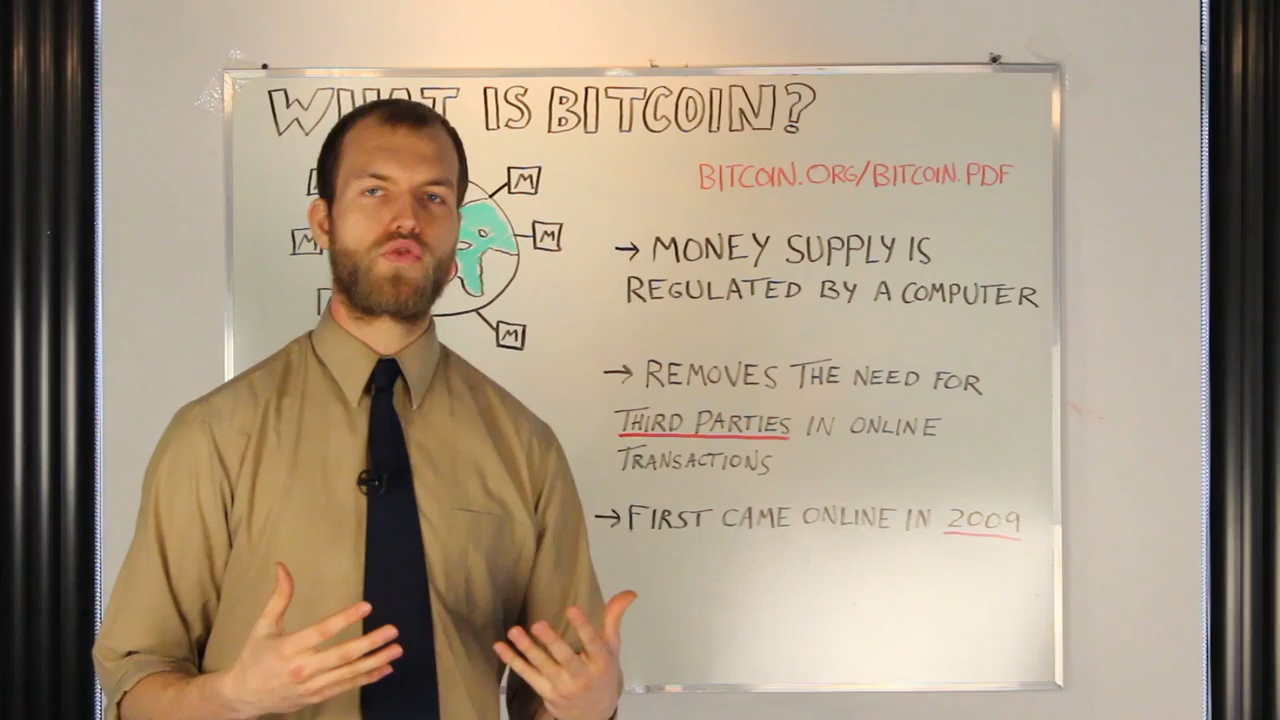 WHAT IS BITCOIN?
BITCOIN.ORG/BITCOIN.PDF
M
M
M
M
→ MONEY SUPPLY IS
REGULATED BY A COMPUTER
→ REMOVES THE NEED FOR
THIRD PARTIES IN ONLINE
TRANSACTIONS
→ FIRST CAME ONLINE IN 2009